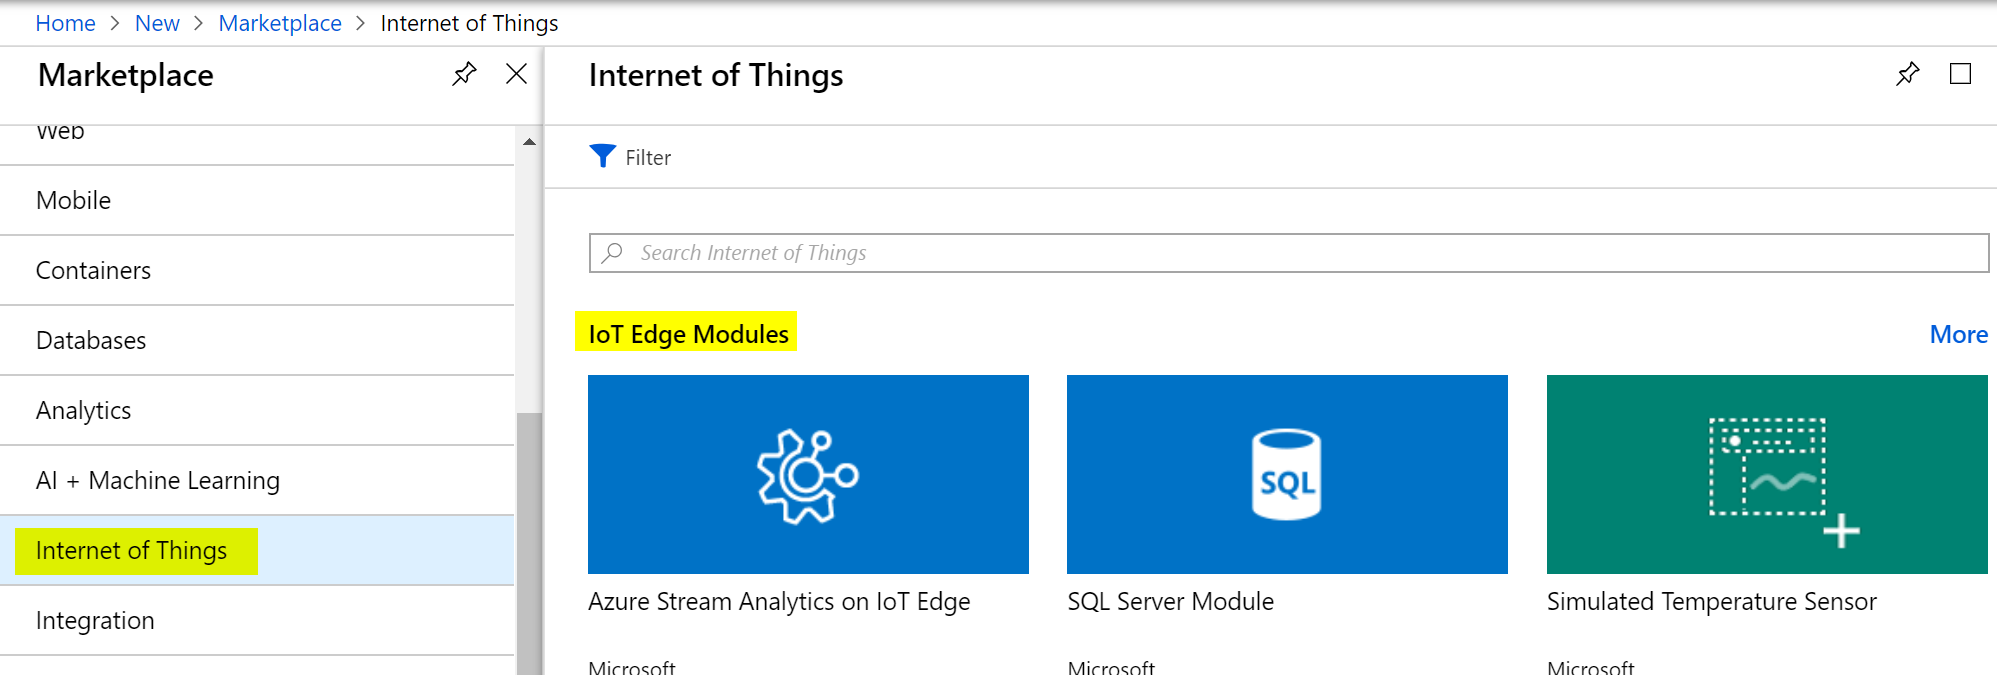 Home > New > Marketplace > Internet of Things
Marketplace
Web
Mobile
Containers
Databases
Analytics
AI + Machine Learning
Internet of Things
Integration
Internet of Things
Filter
Search Internet of Things
IoT Edge Modules
More
SQL
Azure Stream Analytics on IoT Edge
SQL Server Module
Simulated Temperature Sensor
Microsoft
Microsoft
Microsoft